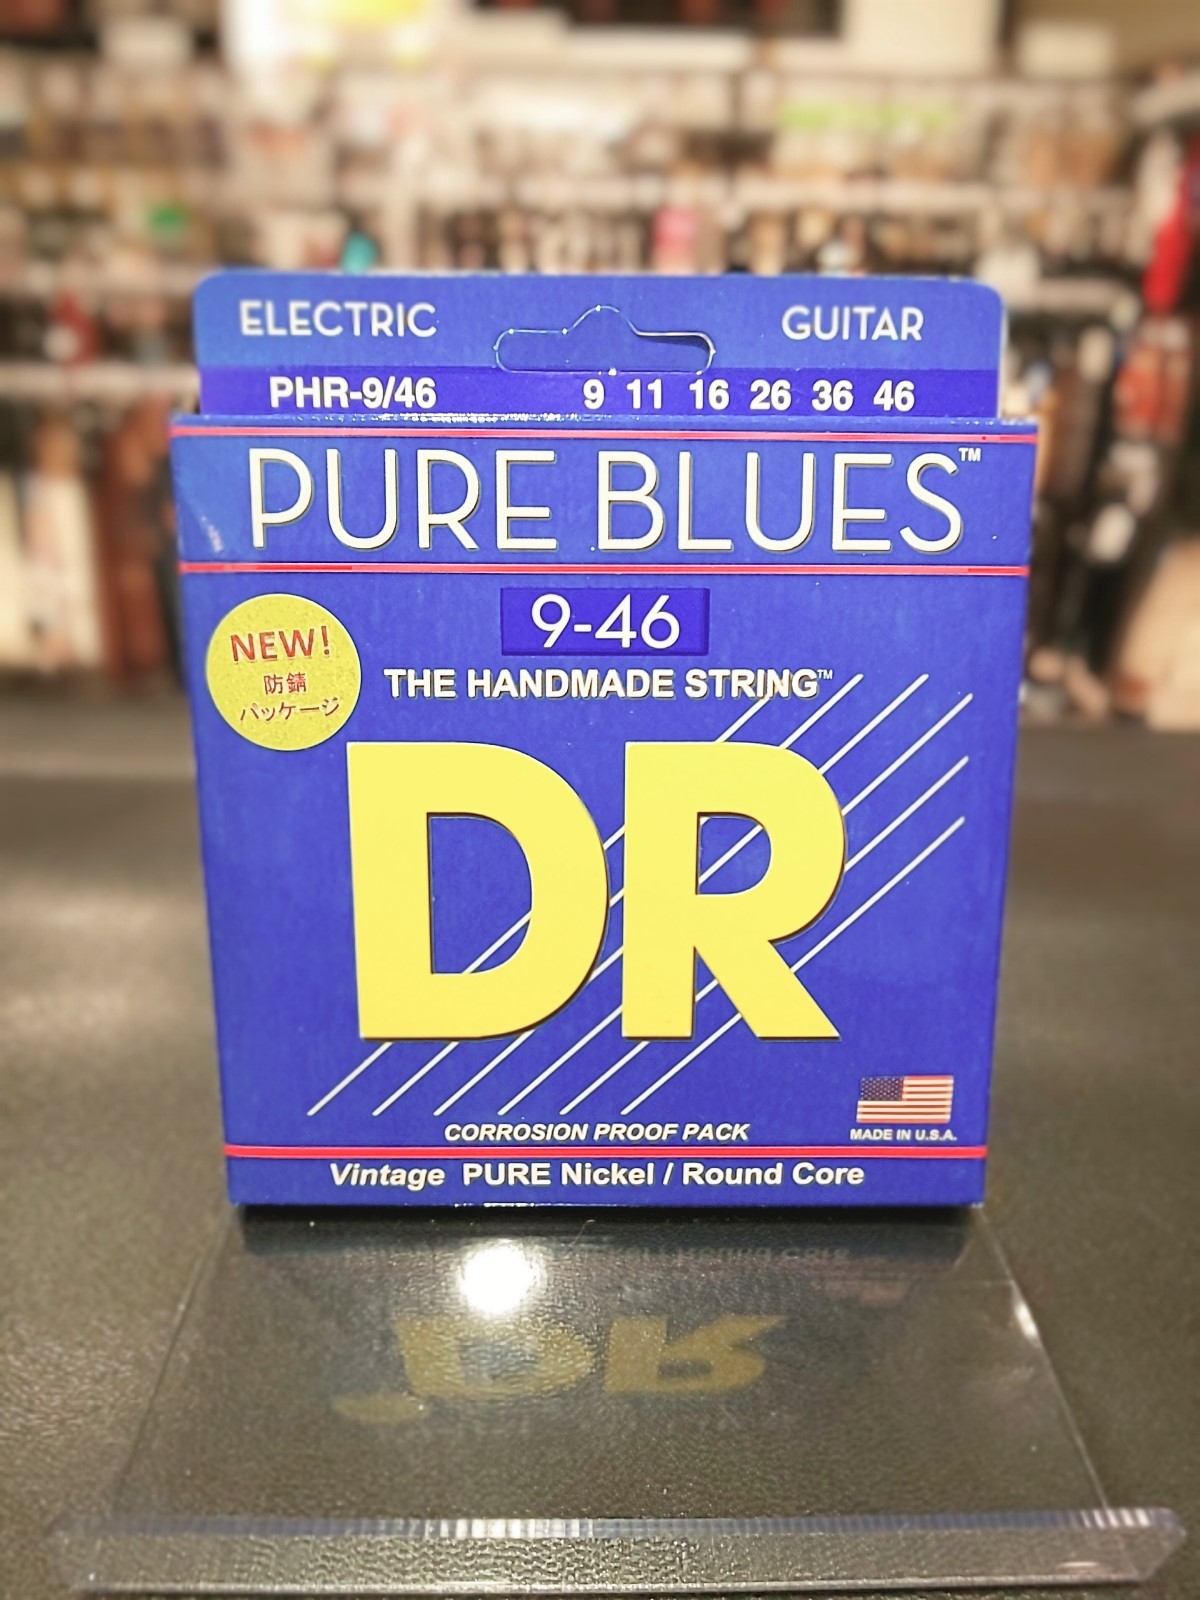 ELECTRIC GUITAR
PHR-9/46 9 11 16 26 36 46
PURE BLUES™
9-46
THE HANDMADE STRING™
NEW!
防錆
パッケージ
DR
CORROSION PROOF PACK
MADE IN U.S.A.
Vintage PURE Nickel / Round Core